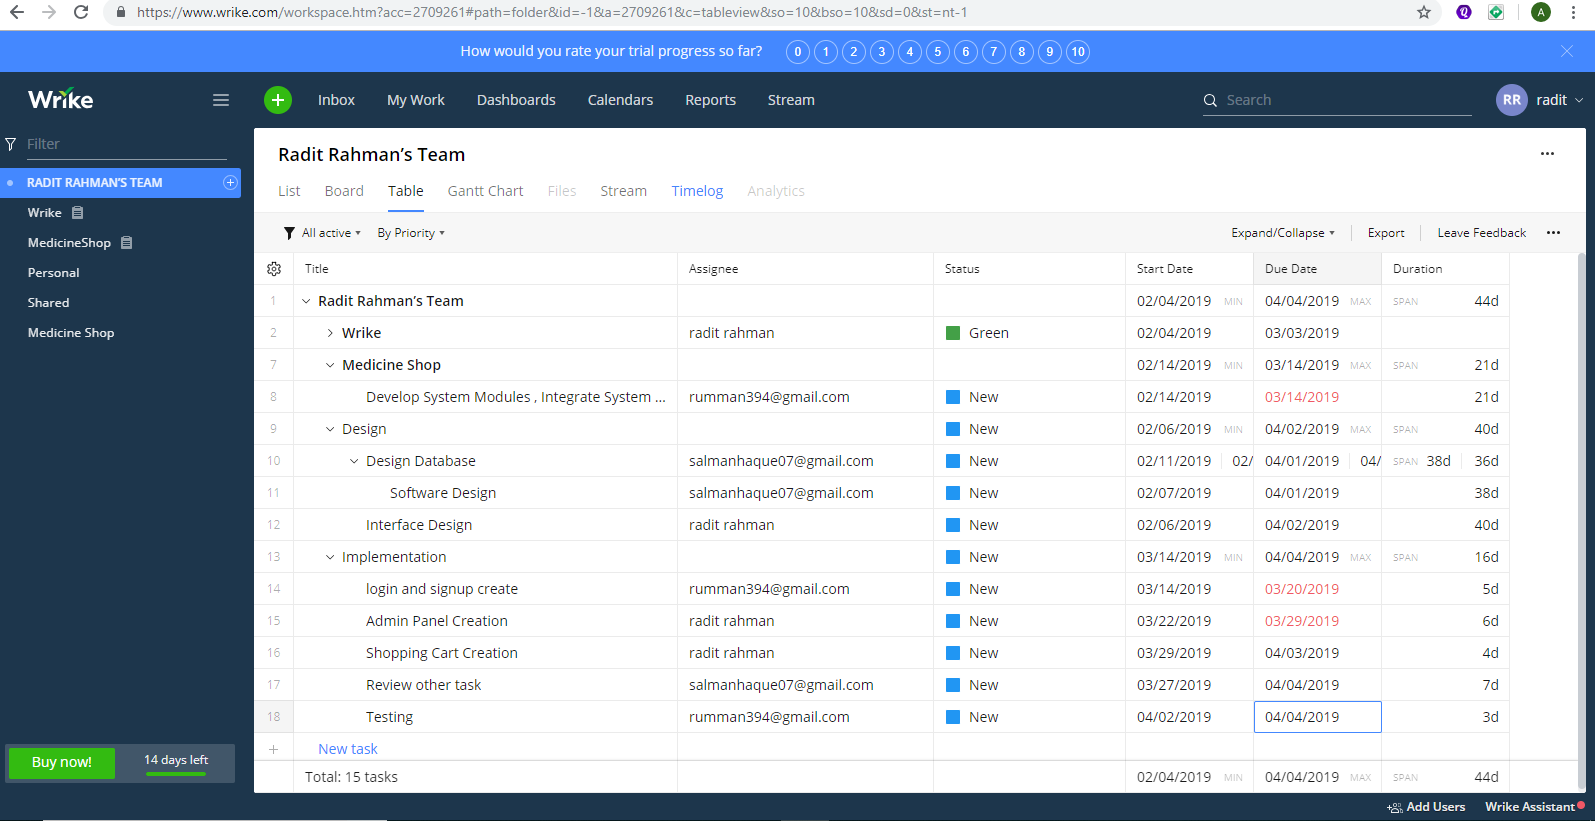 https://www.wrike.com/workspace.htm?acc=2709261#path=folder&id=-1&a=2709261&c=tableview&so=10&bso=10&sd=0&st=nt-1 A
How would you rate your trial progress so far? 0 1 2 3 4 5 6 7 8 9 10
Wrike
Inbox My Work Dashboards Calendars Reports Stream Search RR radit
Filter
RADIT RAHMAN'S TEAM
Wrike
MedicineShop
Personal
Shared
Medicine Shop
Buy now! 14 days left
Radit Rahman's Team
List Board Table Gantt Chart Files Stream Timelog Analytics
All active By Priority Expand/Collapse Export Leave Feedback
Title Assignee Status Start Date Due Date Duration
1 Radit Rahman's Team 02/04/2019 MIN 04/04/2019 MAX SPAN 44d
2 Wrike radit rahman Green 02/04/2019 03/03/2019
7 Medicine Shop 02/14/2019 MIN 03/14/2019 MAX SPAN 21d
8 Develop System Modules , Integrate System ... rumman394@gmail.com New 02/14/2019 03/14/2019 21d
9 Design New 02/06/2019 MIN 04/02/2019 MAX SPAN 40d
10 Design Database salmanhaque07@gmail.com New 02/11/2019 02/ 04/01/2019 04/ SPAN 38d 36d
11 Software Design salmanhaque07@gmail.com New 02/07/2019 04/01/2019 38d
12 Interface Design radit rahman New 02/06/2019 04/02/2019 40d
13 Implementation New 03/14/2019 MIN 04/04/2019 MAX SPAN 16d
14 login and signup create rumman394@gmail.com New 03/14/2019 03/20/2019 5d
15 Admin Panel Creation radit rahman New 03/22/2019 03/29/2019 6d
16 Shopping Cart Creation radit rahman New 03/29/2019 04/03/2019 4d
17 Review other task salmanhaque07@gmail.com New 03/27/2019 04/04/2019 7d
18 Testing rumman394@gmail.com New 04/02/2019 04/04/2019 3d
+ New task
Total: 15 tasks 02/04/2019 MIN 04/04/2019 MAX SPAN 44d
Add Users Wrike Assistant